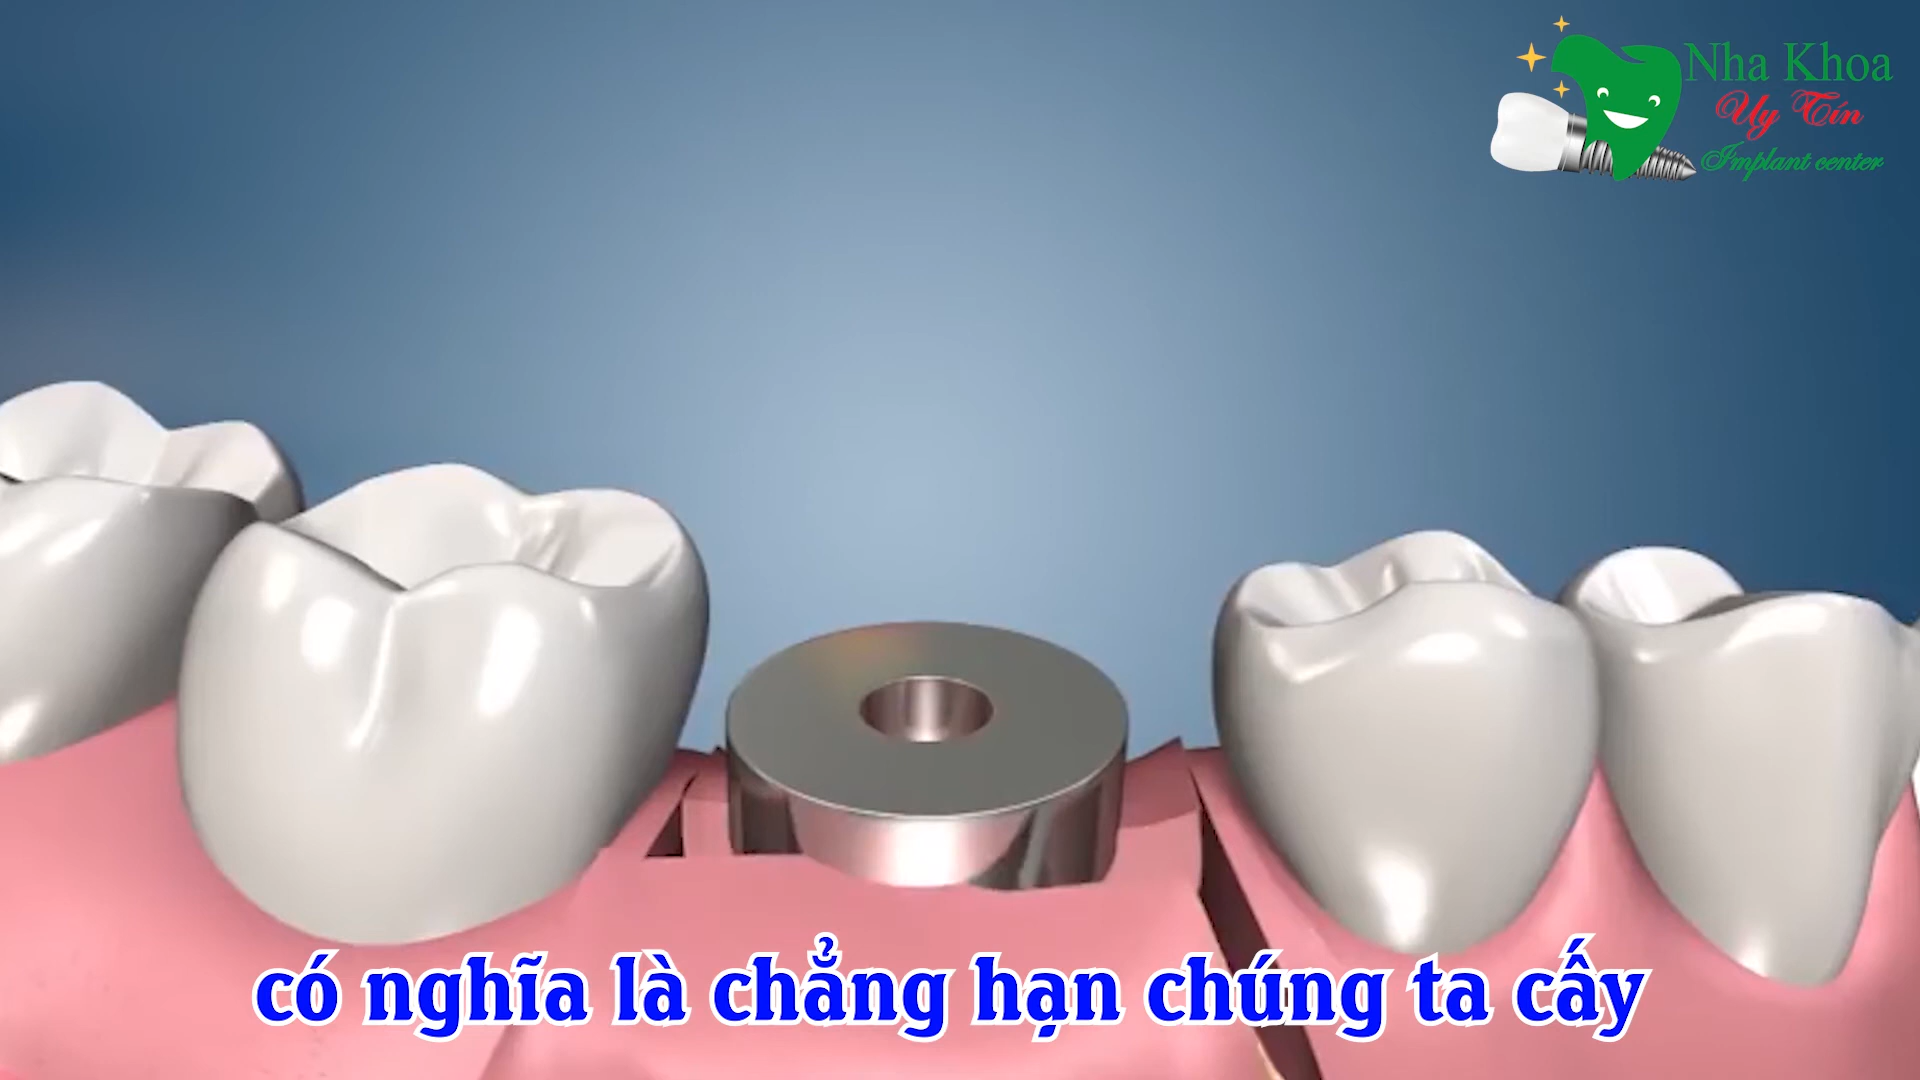 Nha Khoa
Uy Tín
Implant center
có nghĩa là chẳng hạn chúng ta cấy